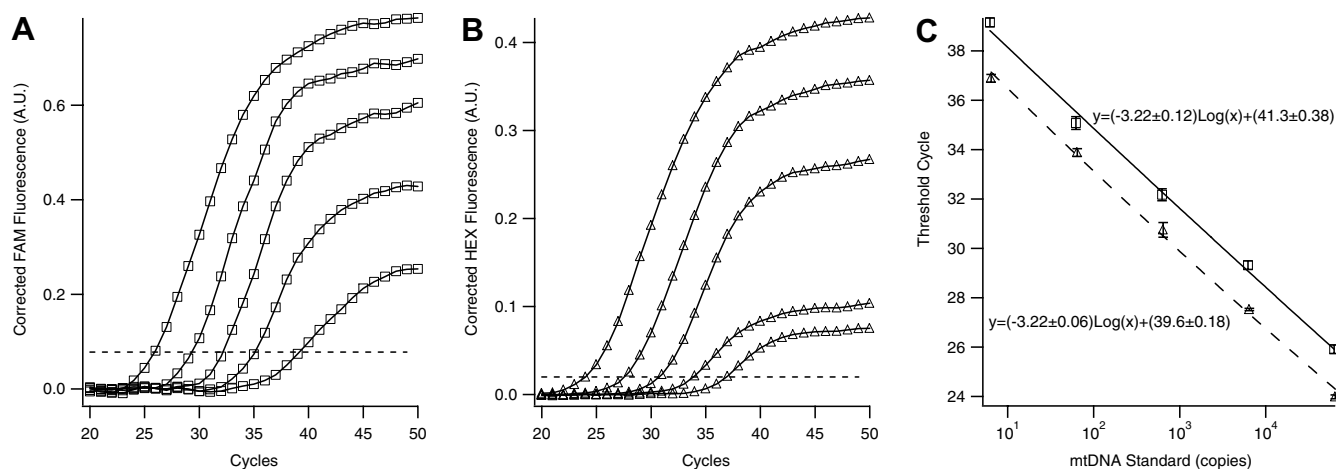 A
Corrected FAM Fluorescence (A.U.)
0.6
0.4
0.2
0.0
20 25 30 35 40 45 50
Cycles
B
Corrected HEX Fluorescence (A.U.)
0.4
0.3
0.2
0.1
0.0
20 25 30 35 40 45 50
Cycles
C
Threshold Cycle
38
36
34
32
30
28
26
24
y=(-3.22±0.12)Log(x)+(41.3±0.38)
y=(-3.22±0.06)Log(x)+(39.6±0.18)
10¹ 10² 10³ 10⁴
mtDNA Standard (copies)